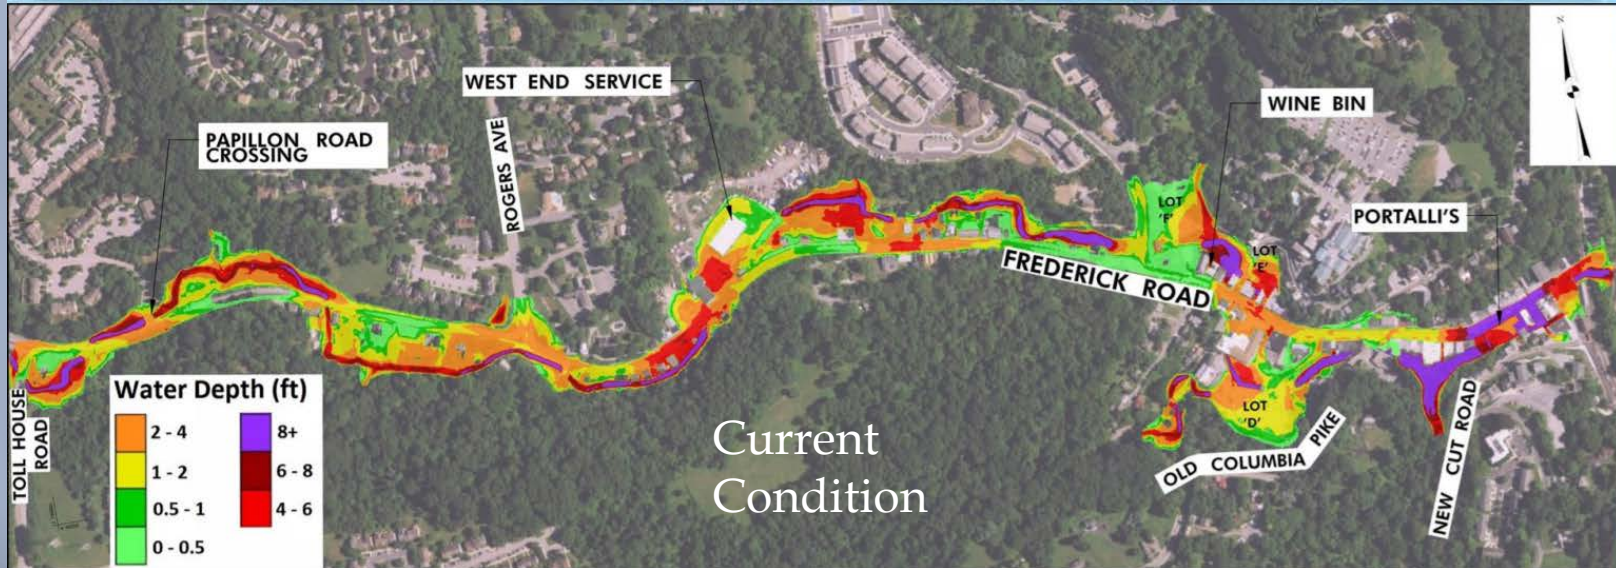 WEST END SERVICE
WINE BIN
PAPILLON ROAD
CROSSING
ROGERS AVE
LOT
'F'
PORTALLI'S
LOT
'E'
FREDERICK ROAD
TOLL HOUSE
ROAD
Water Depth (ft)
2 - 4
8+
1 - 2
6 - 8
0.5 - 1
4 - 6
0 - 0.5
Current
Condition
LOT
'D'
OLD COLUMBIA PIKE
NEW CUT ROAD